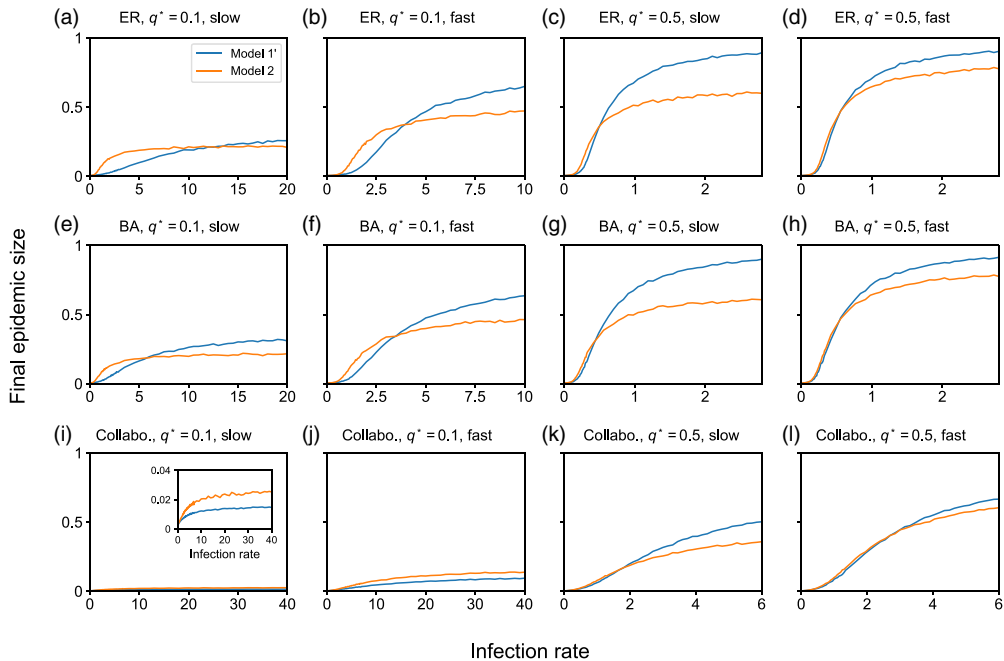 (a) ER, q* = 0.1, slow
(b) ER, q* = 0.1, fast
(c) ER, q* = 0.5, slow
(d) ER, q* = 0.5, fast
1
0.5
0
Model 1'
Model 2
0 5 10 15 20
0 2.5 5 7.5 10
0 1 2
0 1 2
(e) BA, q* = 0.1, slow
(f) BA, q* = 0.1, fast
(g) BA, q* = 0.5, slow
(h) BA, q* = 0.5, fast
1
0.5
0
0 5 10 15 20
0 2.5 5 7.5 10
0 1 2
0 1 2
Final epidemic size
(i) Collabo., q* = 0.1, slow
(j) Collabo., q* = 0.1, fast
(k) Collabo., q* = 0.5, slow
(l) Collabo., q* = 0.5, fast
1
0.5
0
0.04
0.02
0
0 10 20 30 40
Infection rate
0 10 20 30 40
0 10 20 30 40
0 2 4 6
0 2 4 6
Infection rate